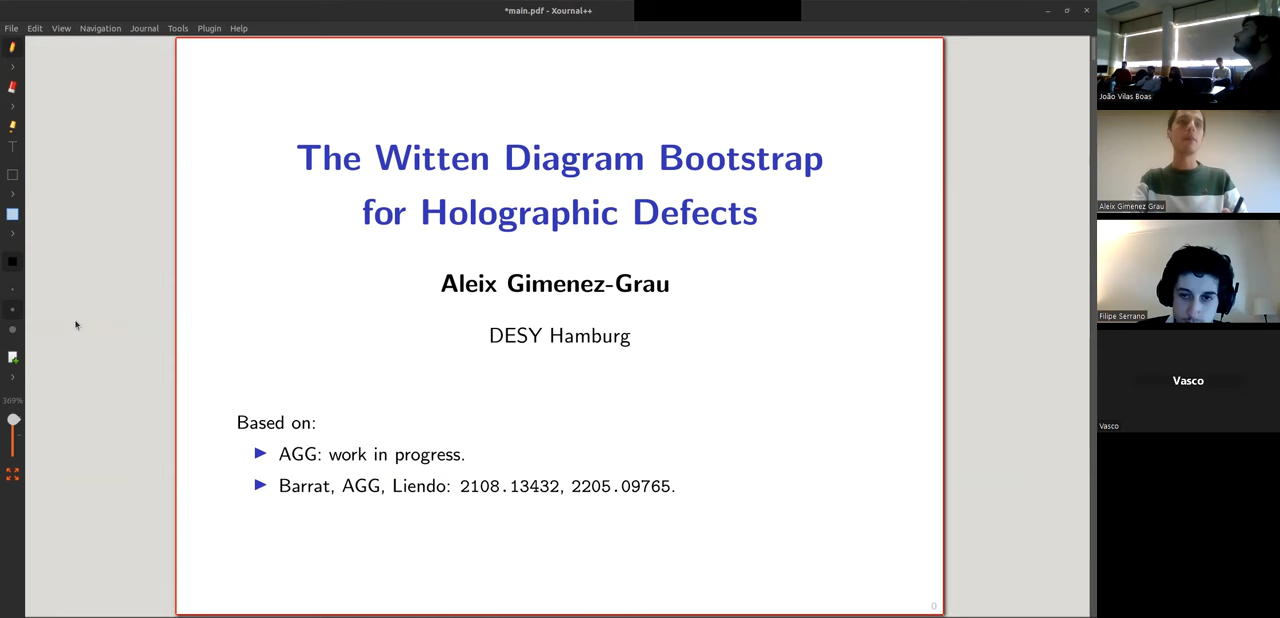 *main.pdf - Xournal++
File Edit View Navigation Journal Tools Plugin Help
The Witten Diagram Bootstrap
for Holographic Defects
Aleix Gimenez-Grau
DESY Hamburg
Based on:
▶ AGG: work in progress.
▶ Barrat, AGG, Liendo: 2108.13432, 2205.09765.
0
369%
João Vilas Boas
Aleix Gimenez Grau
Filipe Serrano
Vasco
Vasco